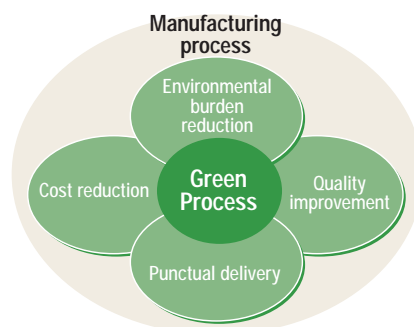 Manufacturing
process
Environmental
burden
reduction
Cost reduction
Green
Process
Quality
improvement
Punctual delivery